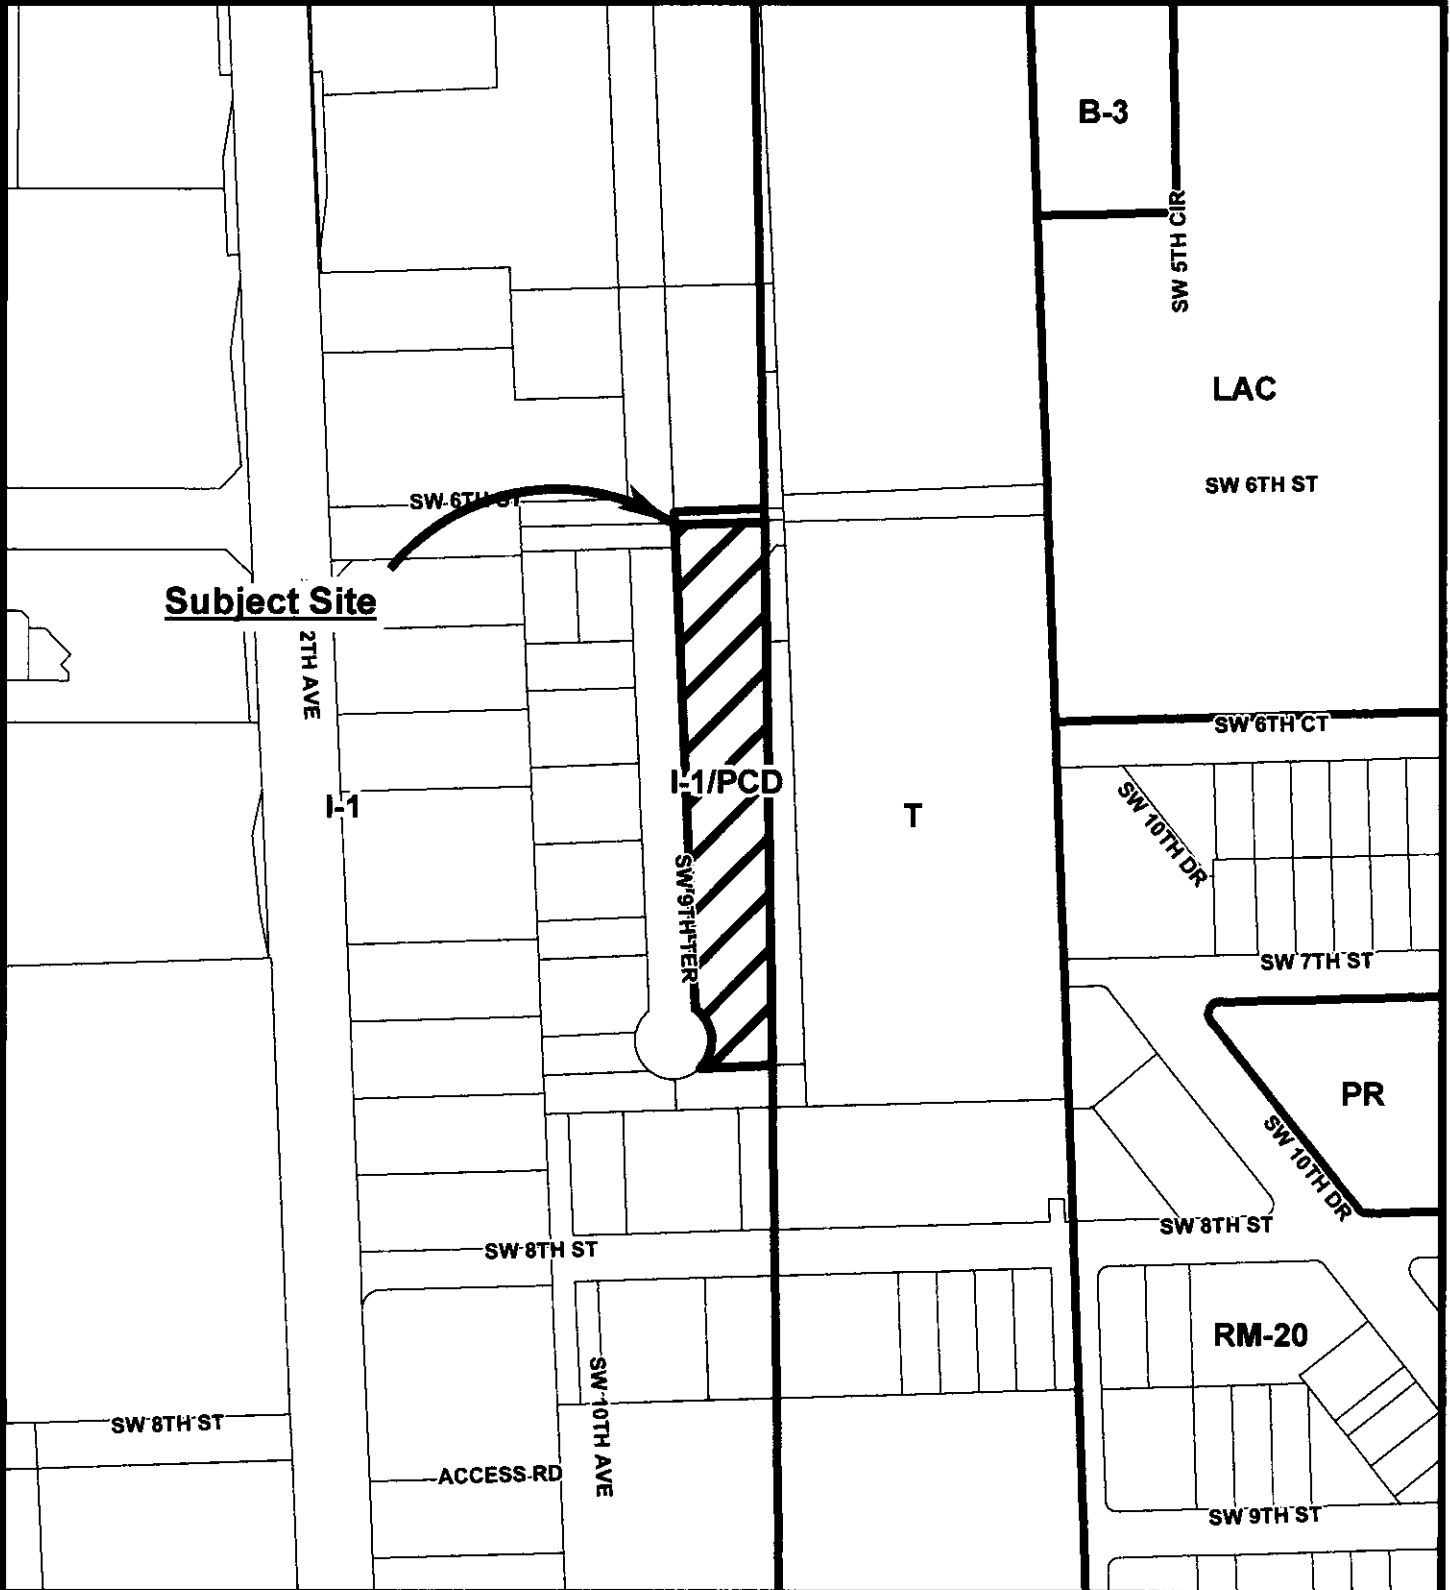 B-3
SW 5TH CIR
LAC
SW 6TH ST
SW 6TH ST
Subject Site
2TH AVE
SW 6TH CT
I-1/PCD
I-1
T
SW 10TH DR
SW 9TH TER
SW 7TH ST
PR
SW 10TH DR
SW 8TH ST
SW 8TH ST
RM-20
SW 10TH AVE
SW 8TH ST
ACCESS RD
SW 9TH ST